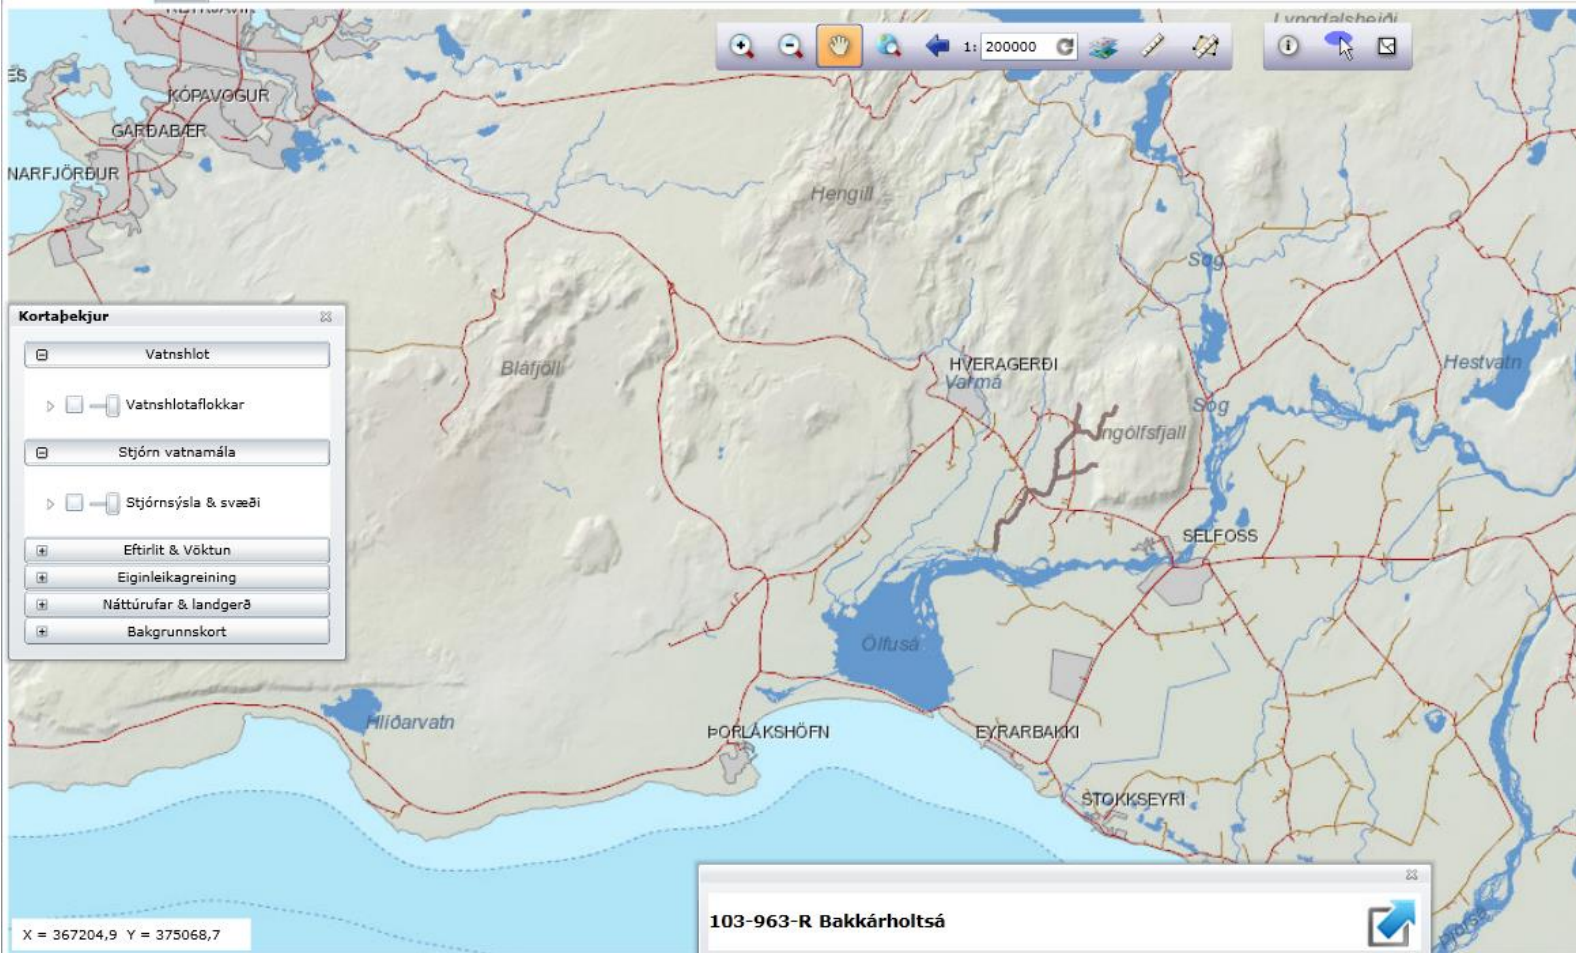 Lyngdalsheiði
1: 200000
KÓPAVOGUR
GARÐABÆR
Hengill
Sog
Kortaþekjur
Vatnshlot
Vatnshlotaflokkar
Stjórn vatnamála
Stjórnsýsla & svæði
Eftirlit & Vöktun
Eiginleikagreining
Náttúrufar & landgerð
Bakgrunnskort
Bláfjöll
HVERAGERÐI
Varmá
Hestvatn
Sog
Ingólfsfjall
SELFOSS
Ölfusá
Hlíðarvatn
ÞORLÁKSHÖFN
EYRARBAKKI
STOKKSEYRI
Þjórsá
103-963-R Bakkárholtsá
X = 367204,9 Y = 375068,7